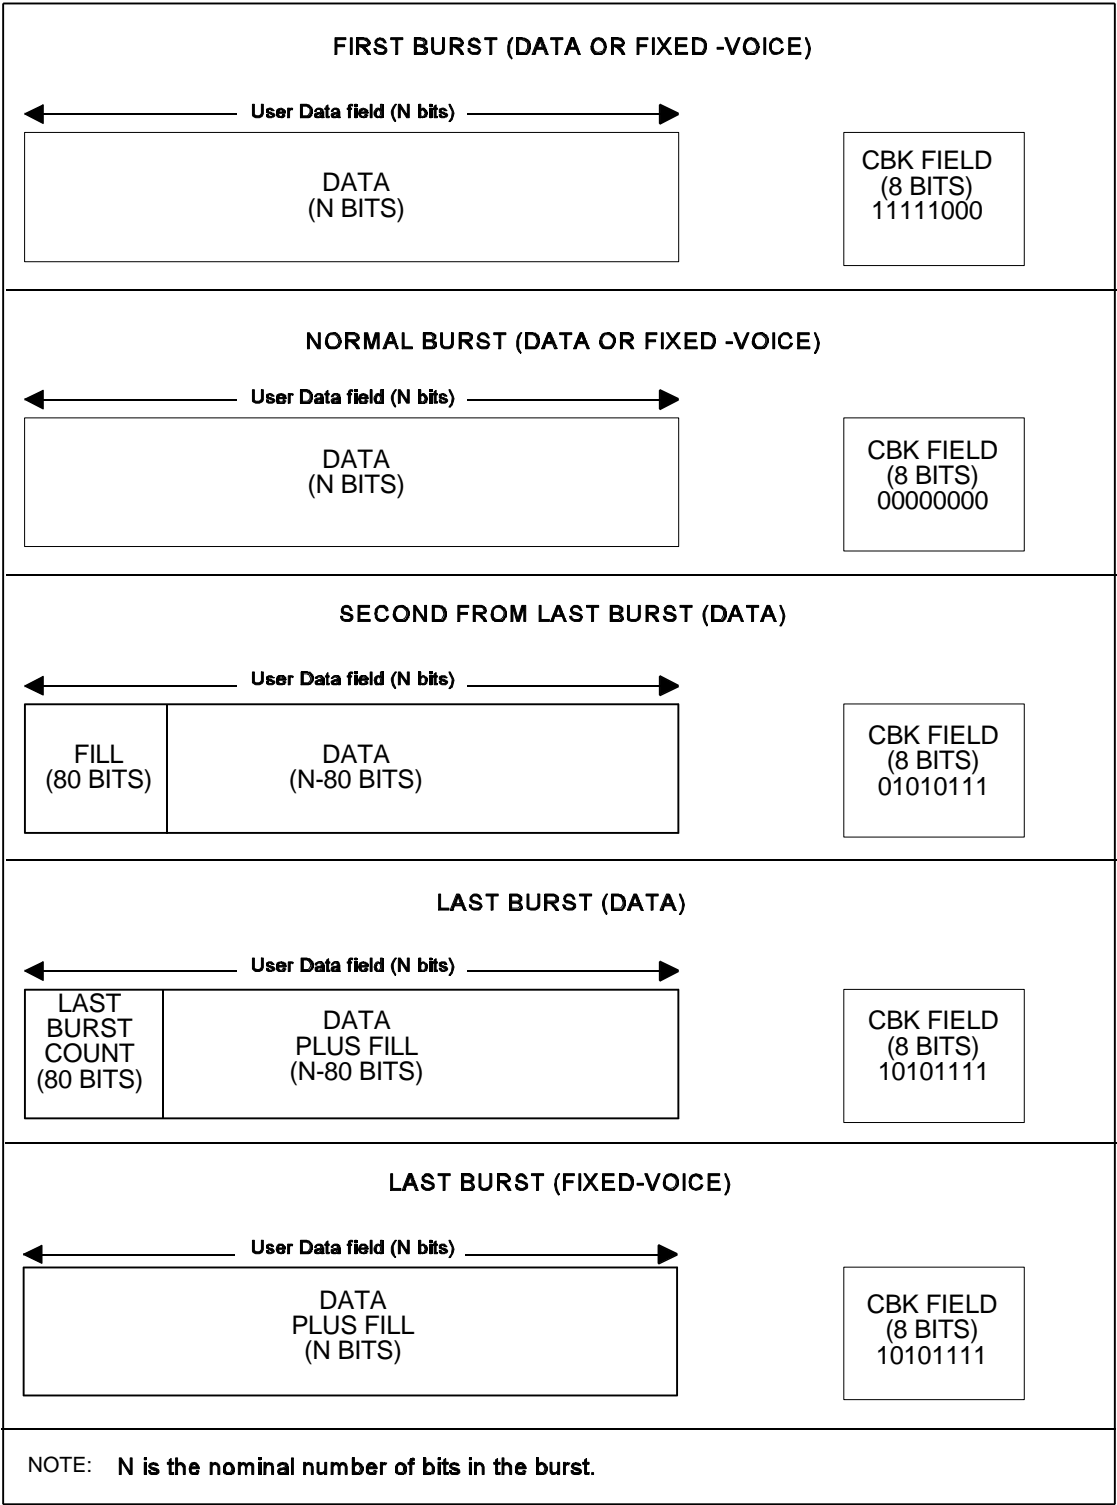 FIRST BURST (DATA OR FIXED -VOICE)
User Data field (N bits)
DATA
(N BITS)
CBK FIELD
(8 BITS)
11111000
NORMAL BURST (DATA OR FIXED -VOICE)
User Data field (N bits)
DATA
(N BITS)
CBK FIELD
(8 BITS)
00000000
SECOND FROM LAST BURST (DATA)
User Data field (N bits)
FILL
(80 BITS)
DATA
(N-80 BITS)
CBK FIELD
(8 BITS)
01010111
LAST BURST (DATA)
User Data field (N bits)
LAST
BURST
COUNT
(80 BITS)
DATA
PLUS FILL
(N-80 BITS)
CBK FIELD
(8 BITS)
10101111
LAST BURST (FIXED-VOICE)
User Data field (N bits)
DATA
PLUS FILL
(N BITS)
CBK FIELD
(8 BITS)
10101111
NOTE: N is the nominal number of bits in the burst.